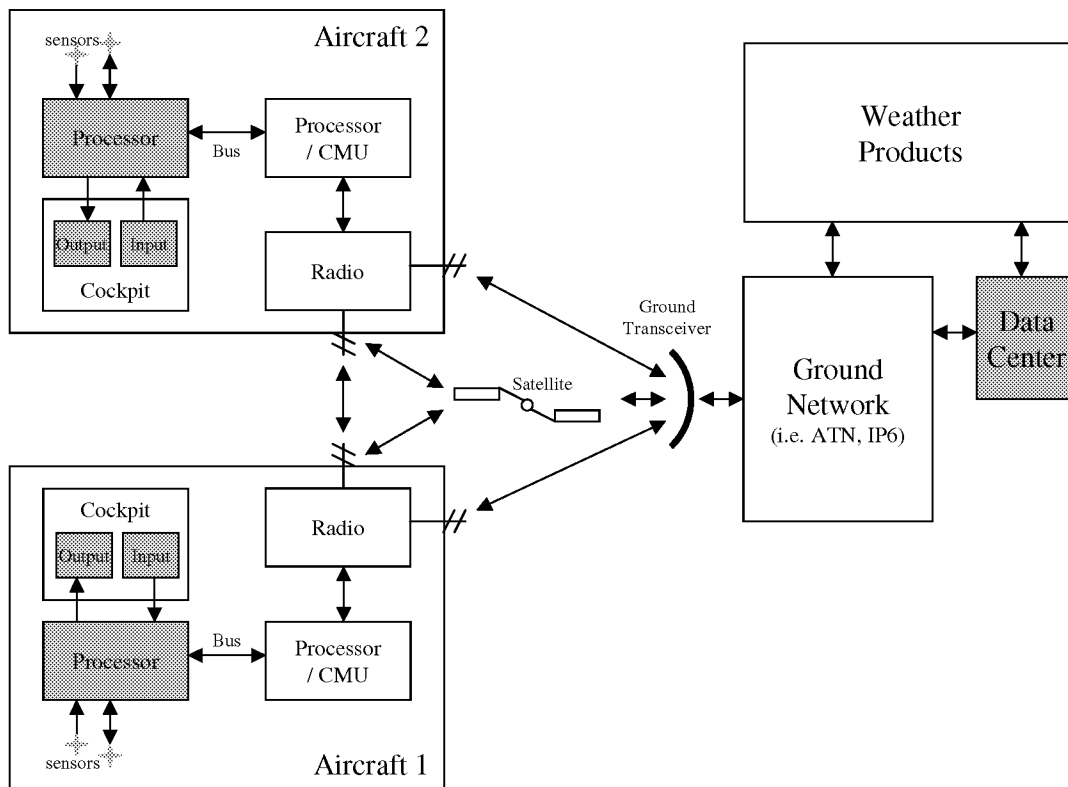 sensors
Aircraft 2
Processor
Bus
Processor
/ CMU
Output
Input
Cockpit
Radio
Weather
Products
Ground
Transceiver
Satellite
Ground
Network
(i.e. ATN, IP6)
Data
Center
Cockpit
Output
Input
Radio
Processor
Bus
Processor
/ CMU
sensors
Aircraft 1